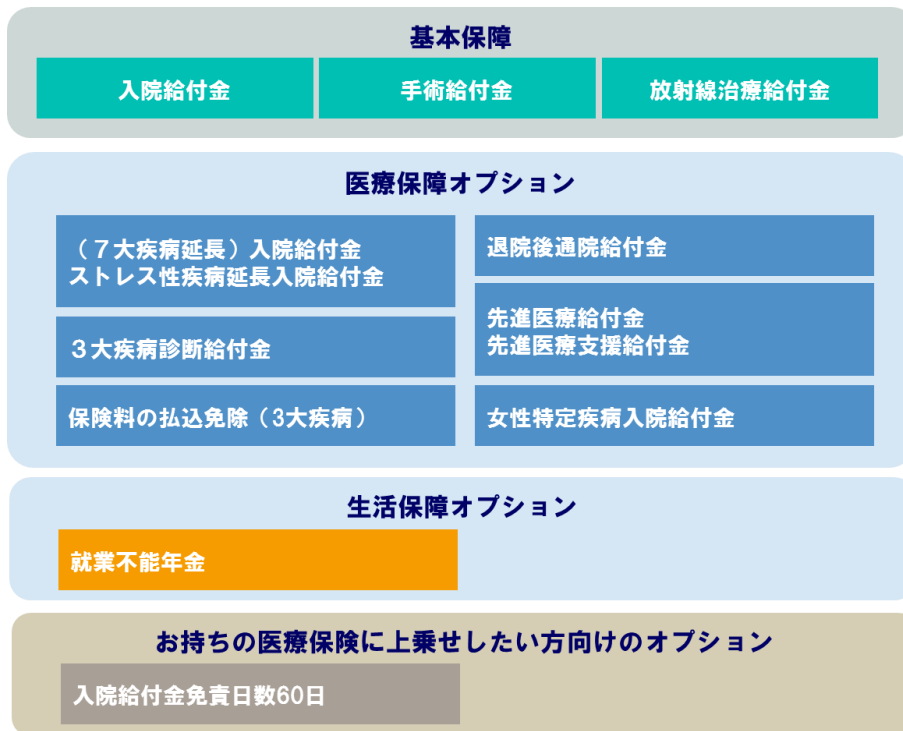 基本保障
入院給付金
手術給付金
放射線治療給付金
医療保障オプション
（７大疾病延長）入院給付金
ストレス性疾病延長入院給付金
３大疾病診断給付金
保険料の払込免除（3大疾病）
退院後通院給付金
先進医療給付金
先進医療支援給付金
女性特定疾病入院給付金
生活保障オプション
就業不能年金
お持ちの医療保険に上乗せしたい方向けのオプション
入院給付金免責日数60日